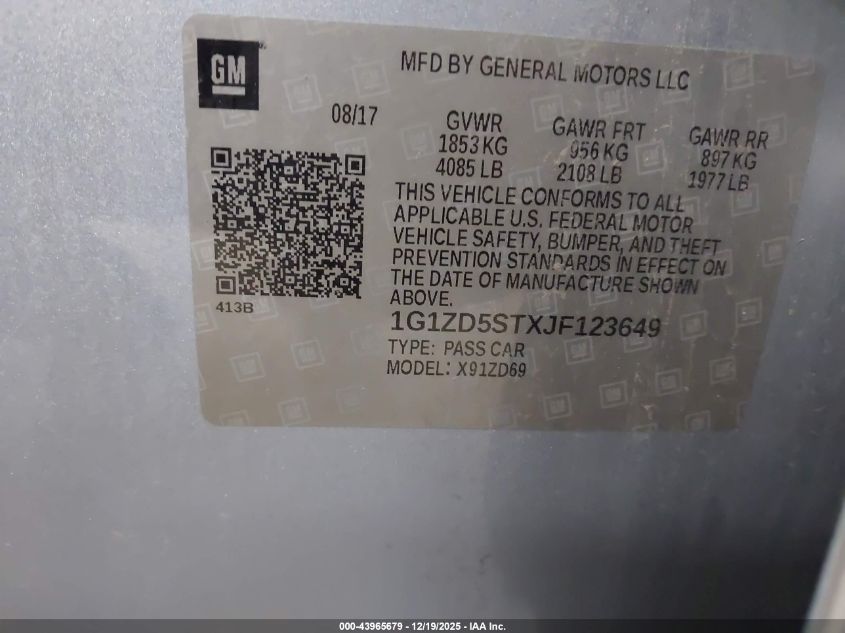 GM
MFD BY GENERAL MOTORS LLC
08/17
GVWR
1853 KG
4085 LB
GAWR FRT
956 KG
2108 LB
GAWR RR
897 KG
1977 LB
THIS VEHICLE CONFORMS TO ALL
APPLICABLE U.S. FEDERAL MOTOR
VEHICLE SAFETY, BUMPER, AND THEFT
PREVENTION STANDARDS IN EFFECT ON
THE DATE OF MANUFACTURE SHOWN
ABOVE.
413B
1G1ZD5STXJF123649
TYPE: PASS CAR
MODEL: X91ZD69
000-43965679 - 12/19/2025 - IAA Inc.